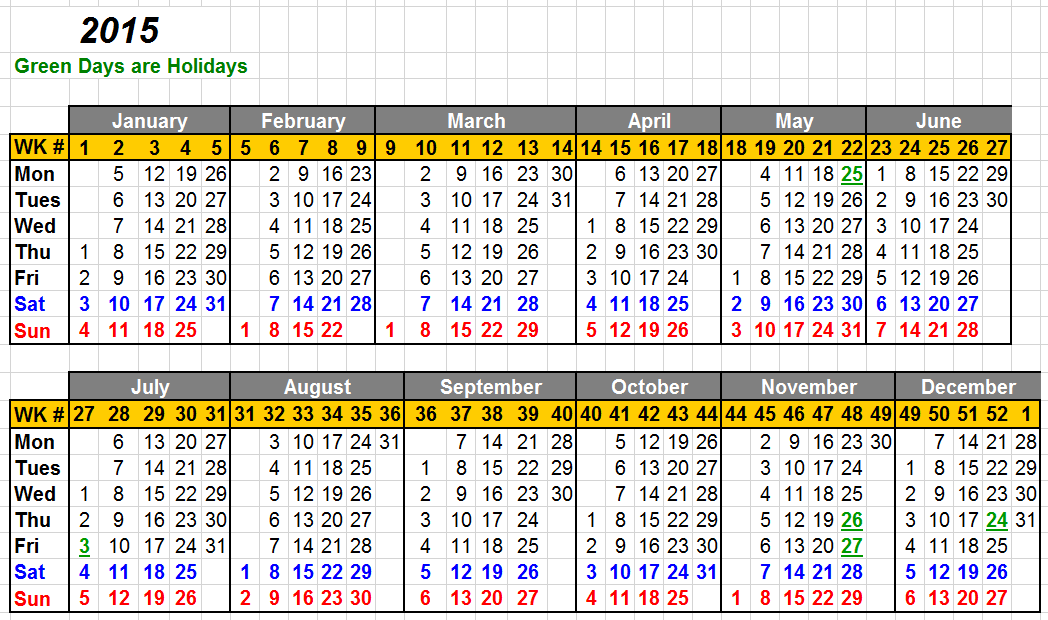 2015
Green Days are Holidays
January February March April May June
WK # 1 2 3 4 5 5 6 7 8 9 9 10 11 12 13 14 14 15 16 17 18 18 19 20 21 22 23 24 25 26 27
Mon 5 12 19 26 2 9 16 23 2 9 16 23 30 6 13 20 27 4 11 18 25 1 8 15 22 29
Tues 6 13 20 27 3 10 17 24 3 10 17 24 31 7 14 21 28 5 12 19 26 2 9 16 23 30
Wed 7 14 21 28 4 11 18 25 4 11 18 25 1 8 15 22 29 6 13 20 27 3 10 17 24
Thu 1 8 15 22 29 5 12 19 26 5 12 19 26 2 9 16 23 30 7 14 21 28 4 11 18 25
Fri 2 9 16 23 30 6 13 20 27 6 13 20 27 3 10 17 24 1 8 15 22 29 5 12 19 26
Sat 3 10 17 24 31 7 14 21 28 7 14 21 28 4 11 18 25 2 9 16 23 30 6 13 20 27
Sun 4 11 18 25 1 8 15 22 1 8 15 22 29 5 12 19 26 3 10 17 24 31 7 14 21 28
July August September October November December
WK # 27 28 29 30 31 31 32 33 34 35 36 36 37 38 39 40 40 41 42 43 44 44 45 46 47 48 49 49 50 51 52 1
Mon 6 13 20 27 3 10 17 24 31 7 14 21 28 5 12 19 26 2 9 16 23 30 7 14 21 28
Tues 7 14 21 28 4 11 18 25 1 8 15 22 29 6 13 20 27 3 10 17 24 1 8 15 22 29
Wed 1 8 15 22 29 5 12 19 26 2 9 16 23 30 7 14 21 28 4 11 18 25 2 9 16 23 30
Thu 2 9 16 23 30 6 13 20 27 3 10 17 24 1 8 15 22 29 5 12 19 26 3 10 17 24 31
Fri 3 10 17 24 31 7 14 21 28 4 11 18 25 2 9 16 23 30 6 13 20 27 4 11 18 25
Sat 4 11 18 25 1 8 15 22 29 5 12 19 26 3 10 17 24 31 7 14 21 28 5 12 19 26
Sun 5 12 19 26 2 9 16 23 30 6 13 20 27 4 11 18 25 1 8 15 22 29 6 13 20 27